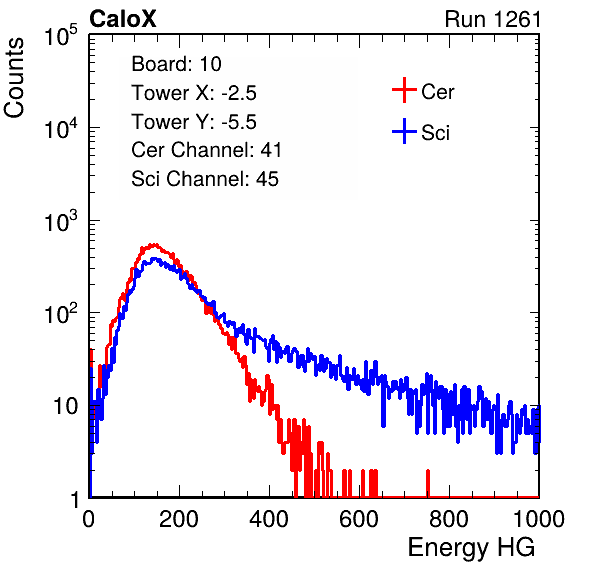 CaloX Run 1261
Counts
10^5
10^4
10^3
10^2
10
1
Board: 10
Tower X: -2.5
Tower Y: -5.5
Cer Channel: 41
Sci Channel: 45
Cer
Sci
0 200 400 600 800 1000
Energy HG